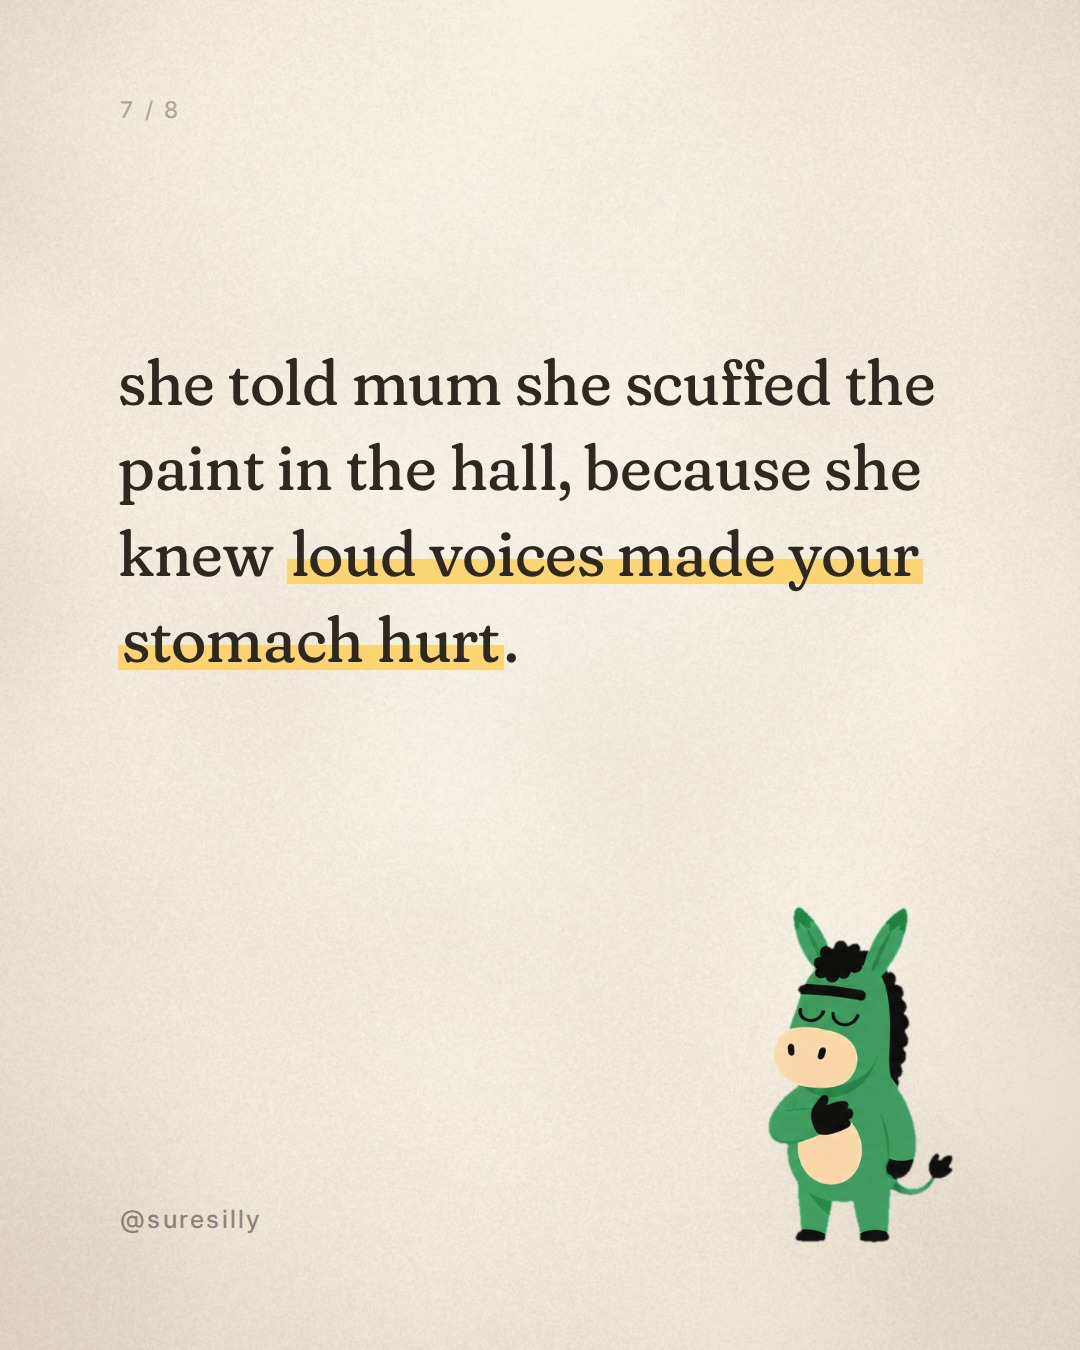 7 / 8
she told mum she scuffed the
paint in the hall, because she
knew loud voices made your
stomach hurt.
@suresilly